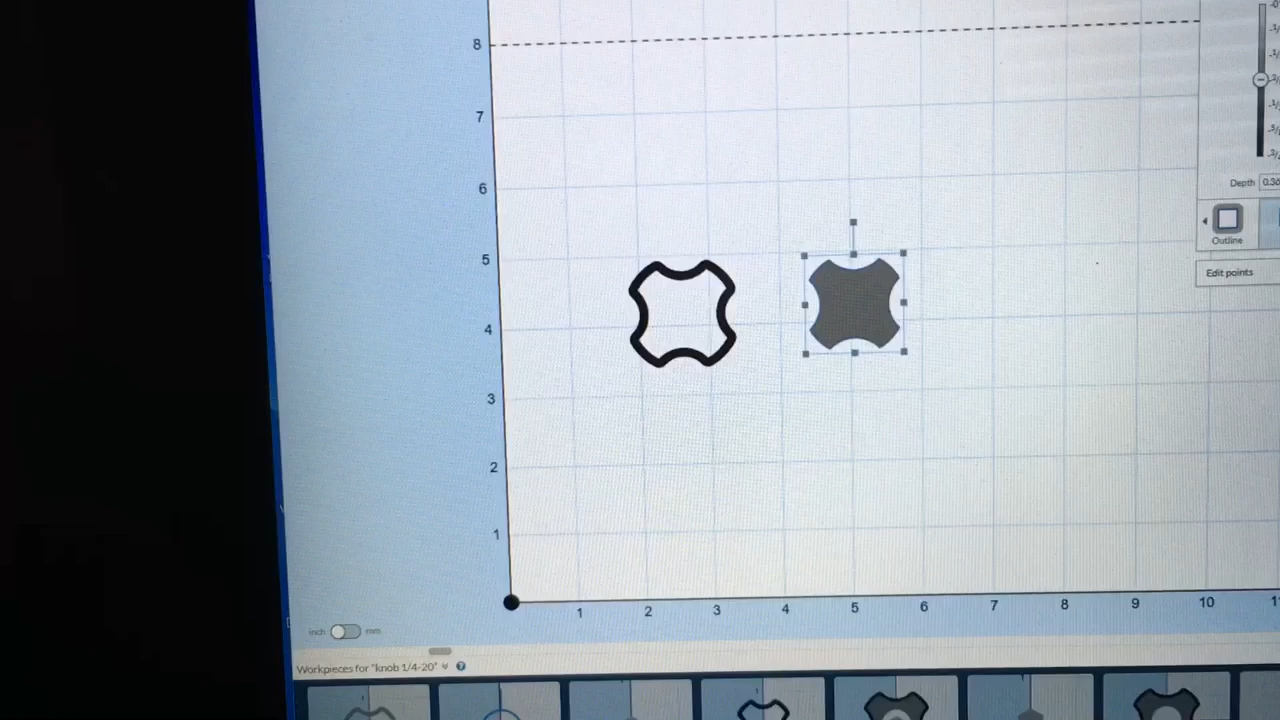 8
7
6
5
4
3
2
1
1 2 3 4 5 6 7 8 9 10
Depth
Outline
Edit points
inch mm
Workpieces for "knob 1/4-20"